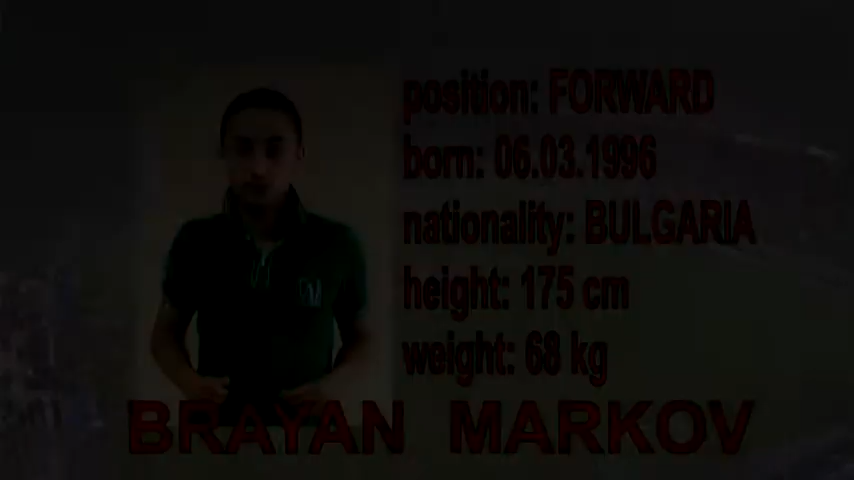 position: FORWARD
born: 06.03.1996
nationality: BULGARIA
height: 175 cm
weight: 68 kg
BRAYAN MARKOV